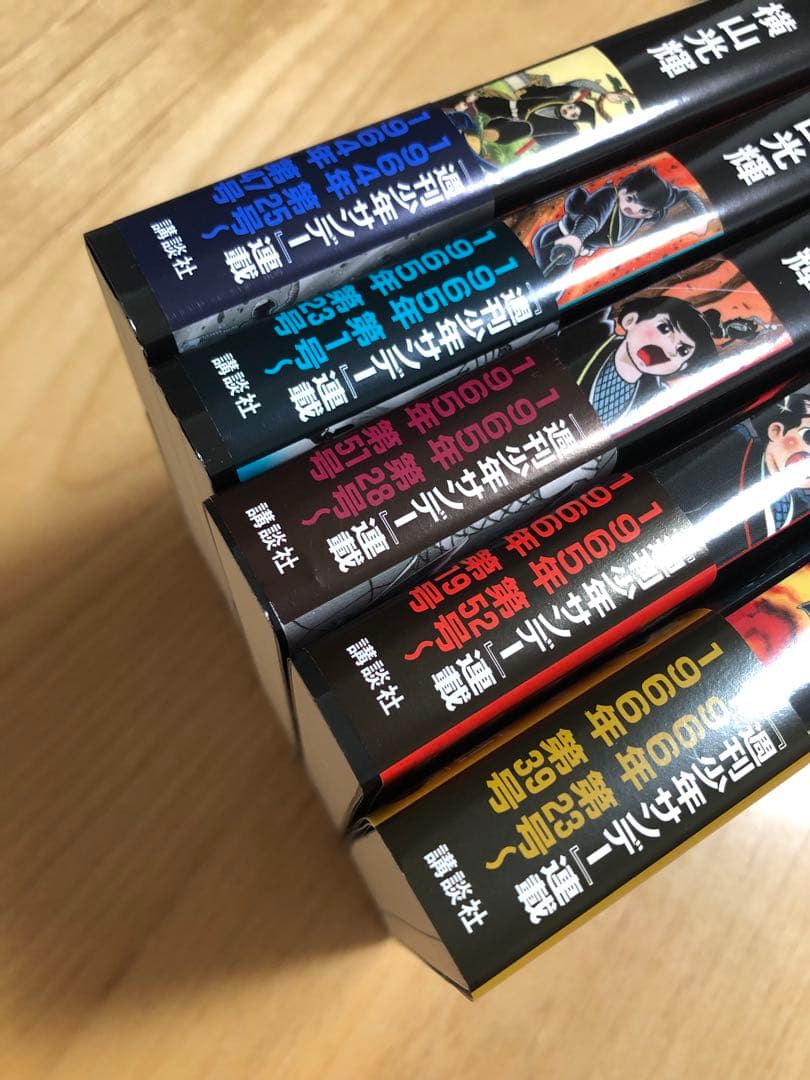 横山光輝
『週刊少年サンデー』連載
1964年 第25号～
1964年 第47号
講談社
光輝
『週刊少年サンデー』連載
1965年 第1号～
1965年 第23号
講談社
輝
『週刊少年サンデー』連載
1965年 第28号～
1965年 第51号
講談社
『週刊少年サンデー』連載
1965年 第52号～
1966年 第19号
講談社
『週刊少年サンデー』連載
1966年 第23号～
1966年 第39号
講談社